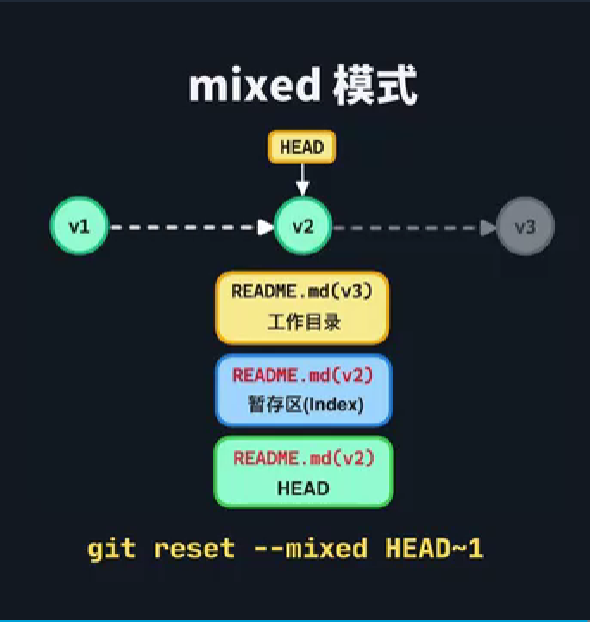 mixed 模式
HEAD
v1
v2
v3
README.md(v3)
工作目录
README.md(v2)
暂存区(Index)
README.md(v2)
HEAD
git reset --mixed HEAD~1